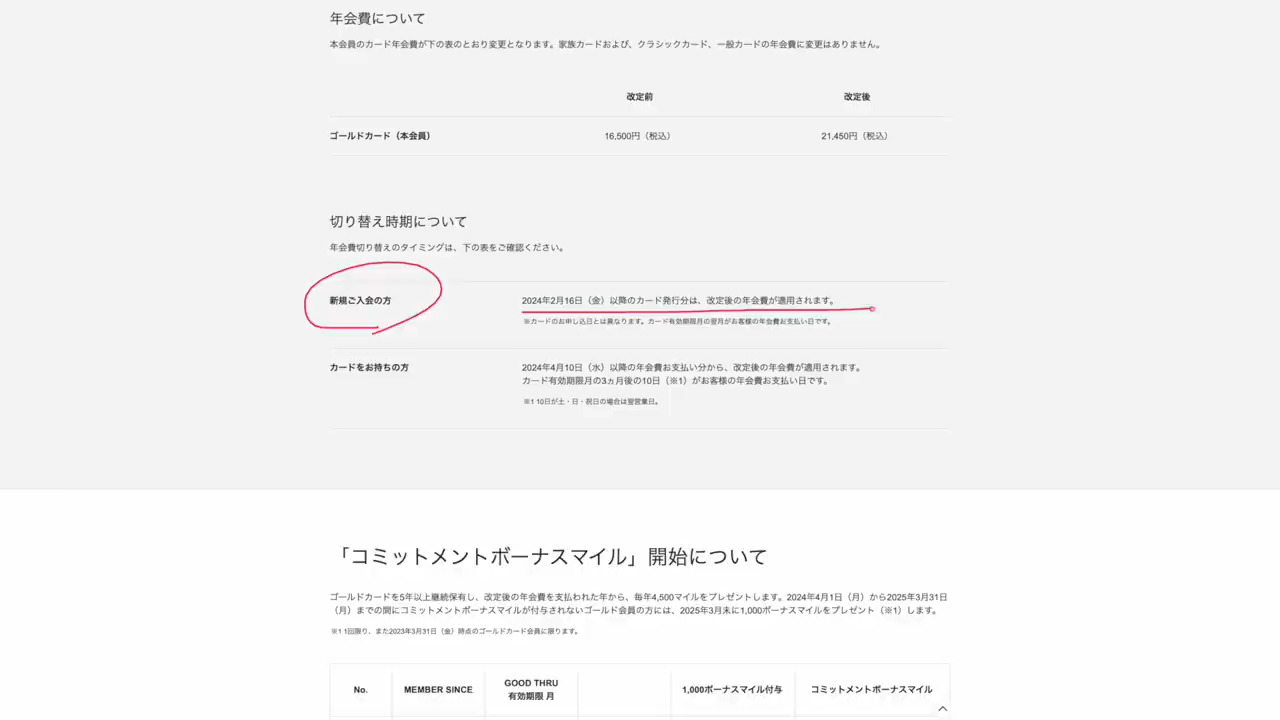 年会費について
本会員のカード年会費が下の表のとおり変更となります。家族カードおよび、クラシックカード、一般カードの年会費に変更はありません。
改定前 改定後
ゴールドカード（本会員） 16,500円（税込） 21,450円（税込）
切り替え時期について
年会費切り替えのタイミングは、下の表をご確認ください。
新規ご入会の方 2024年2月16日（金）以降のカード発行分は、改定後の年会費が適用されます。
※カードのお申し込日とは異なります。カード有効期限月の翌月がお客様の年会費お支払い日です。
カードをお持ちの方 2024年4月10日（水）以降の年会費お支払い分から、改定後の年会費が適用されます。
カード有効期限月の3ヵ月後の10日（※1）がお客様の年会費お支払い日です。
※1 10日が土・日・祝日の場合は翌営業日。
「コミットメントボーナスマイル」開始について
ゴールドカードを5年以上継続保有し、改定後の年会費を支払われた年から、毎年4,500マイルをプレゼントします。2024年4月1日（月）から2025年3月31日
（月）までの間にコミットメントボーナスマイルが付与されないゴールド会員の方には、2025年3月末に1,000ボーナスマイルをプレゼント（※1）します。
※1 1回限り、また2023年3月31日（金）時点のゴールドカード会員に限ります。
No. MEMBER SINCE GOOD THRU 1,000ボーナスマイル付与 コミットメントボーナスマイル
有効期限 月